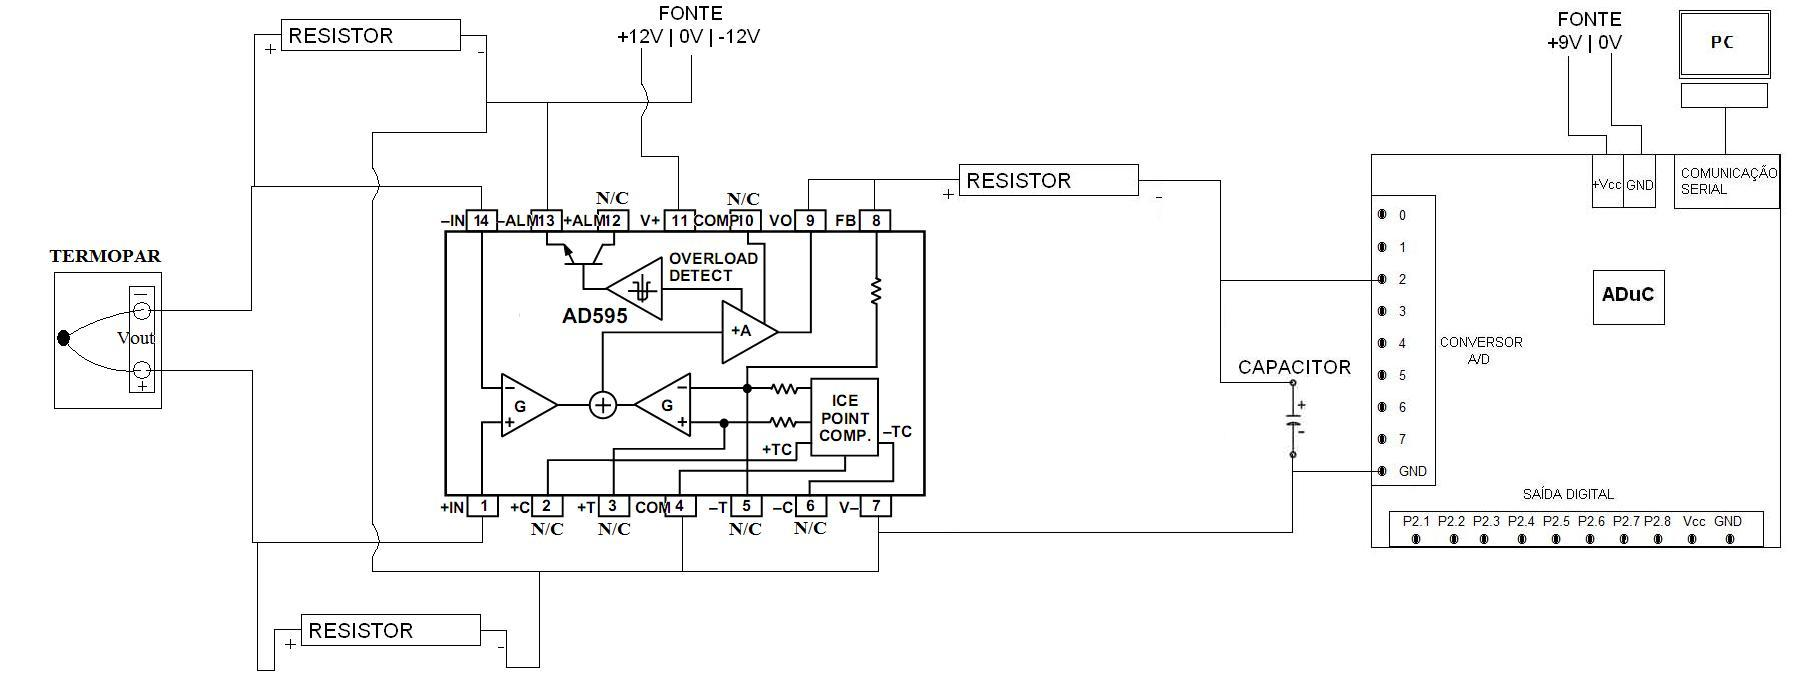 FONTE
+12V | 0V | -12V
RESISTOR
+
-
FONTE
+9V | 0V
PC
+Vcc
GND
COMUNICAÇÃO
SERIAL
RESISTOR
+
-
N/C
N/C
–IN 14 –ALM 13 +ALM 12 V+ 11 COMP 10 VO 9 FB 8
TERMOPAR
–
Vout
+
OVERLOAD
DETECT
AD595
+A
–
G
+
+
G
–
+
ICE
POINT
COMP.
+TC
–TC
+IN 1 +C 2 +T 3 COM 4 –T 5 –C 6 V– 7
N/C
N/C
N/C
N/C
RESISTOR
+
-
CAPACITOR
+
-
0
1
2
3
4
5
6
7
GND
CONVERSOR
A/D
ADuC
SAÍDA DIGITAL
P2.1 P2.2 P2.3 P2.4 P2.5 P2.6 P2.7 P2.8 Vcc GND